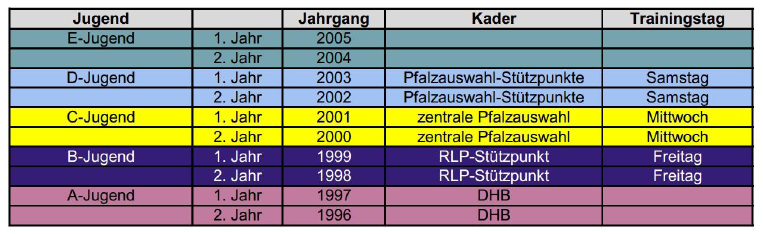 Jugend Jahrgang Kader Trainingstag
E-Jugend 1. Jahr 2005
2. Jahr 2004
D-Jugend 1. Jahr 2003 Pfalzauswahl-Stützpunkte Samstag
2. Jahr 2002 Pfalzauswahl-Stützpunkte Samstag
C-Jugend 1. Jahr 2001 zentrale Pfalzauswahl Mittwoch
2. Jahr 2000 zentrale Pfalzauswahl Mittwoch
B-Jugend 1. Jahr 1999 RLP-Stützpunkt Freitag
2. Jahr 1998 RLP-Stützpunkt Freitag
A-Jugend 1. Jahr 1997 DHB
2. Jahr 1996 DHB